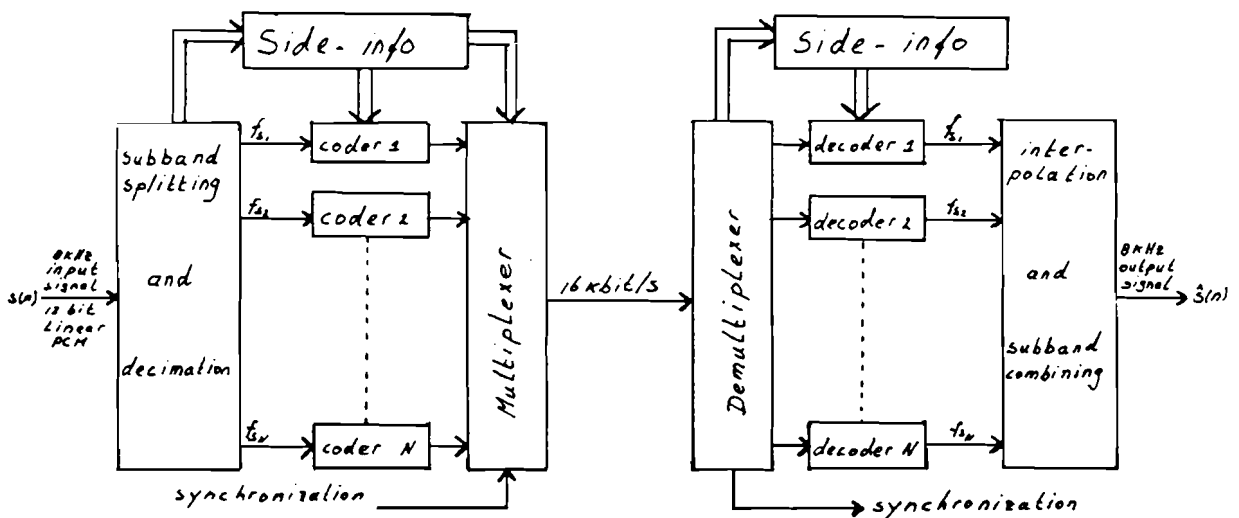 Side-info
Side-info
subband
splitting
and
decimation
fs1
coder 1
fs2
coder 2
fsN
coder N
8kHz
input
signal
s(n)
12 bit
Linear
PCM
Multiplexer
synchronization
16 kbit/s
Demultiplexer
decoder 1
fs1
decoder 2
fs2
decoder N
fsN
synchronization
inter-
polation
and
subband
combining
8kHz
output
signal
ŝ(n)